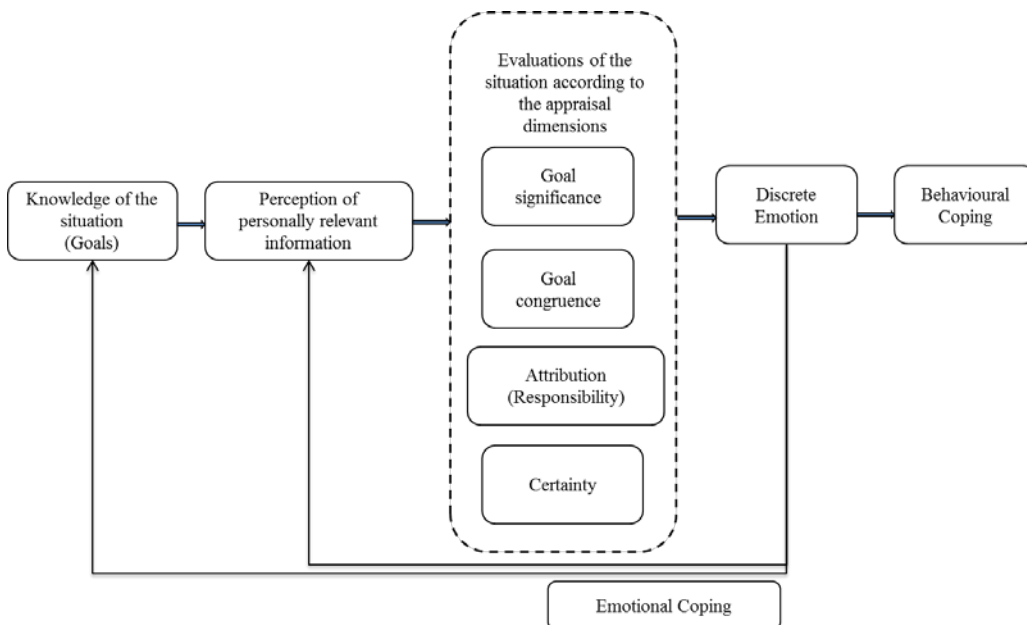 Knowledge of the
situation
(Goals)
Perception of
personally relevant
information
Evaluations of the
situation according to
the appraisal
dimensions
Goal
significance
Goal
congruence
Attribution
(Responsibility)
Certainty
Discrete
Emotion
Behavioural
Coping
Emotional Coping